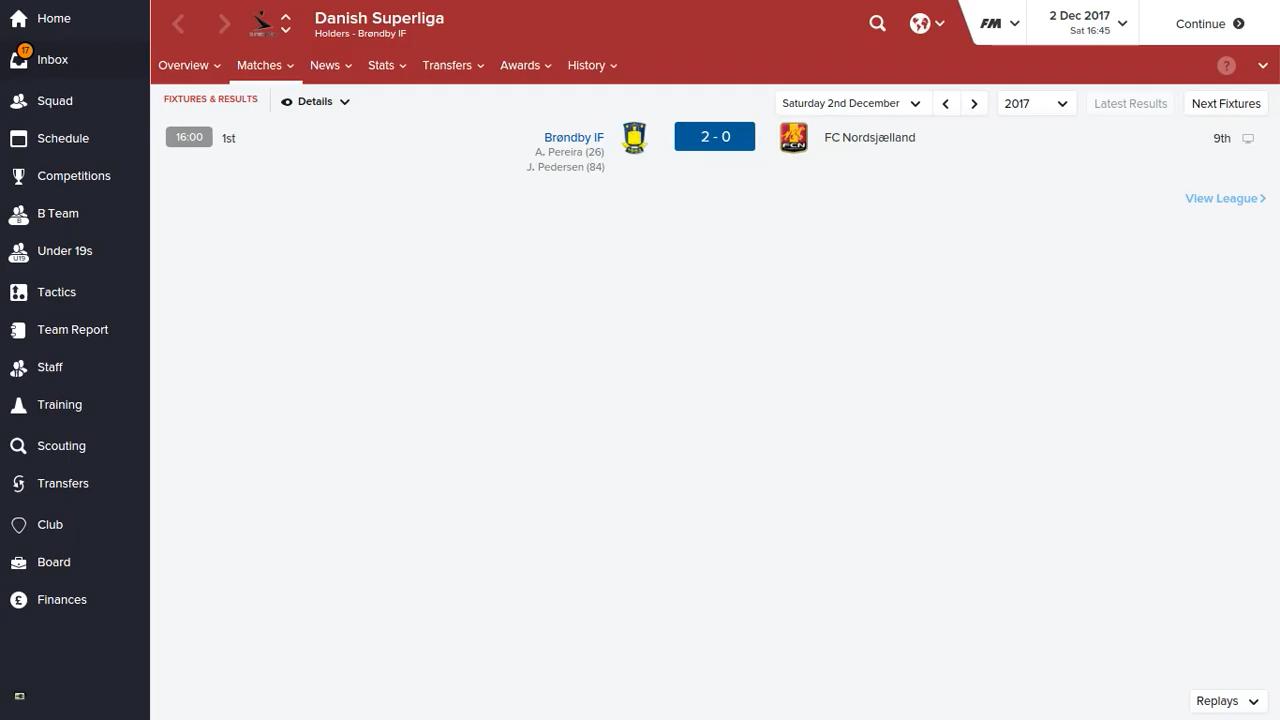 Home
17
Inbox
Squad
Schedule
Competitions
B
B Team
U19
Under 19s
Tactics
Team Report
Staff
Training
Scouting
Transfers
Club
Board
£
Finances
Danish Superliga
Holders - Brøndby IF
FM
2 Dec 2017
Sat 16:45
Continue
Overview
Matches
News
Stats
Transfers
Awards
History
?
FIXTURES & RESULTS
Details
Saturday 2nd December
2017
Latest Results
Next Fixtures
16:00
1st
Brøndby IF
2 - 0
FCN
FC Nordsjælland
9th
A. Pereira (26)
J. Pedersen (84)
View League
Replays